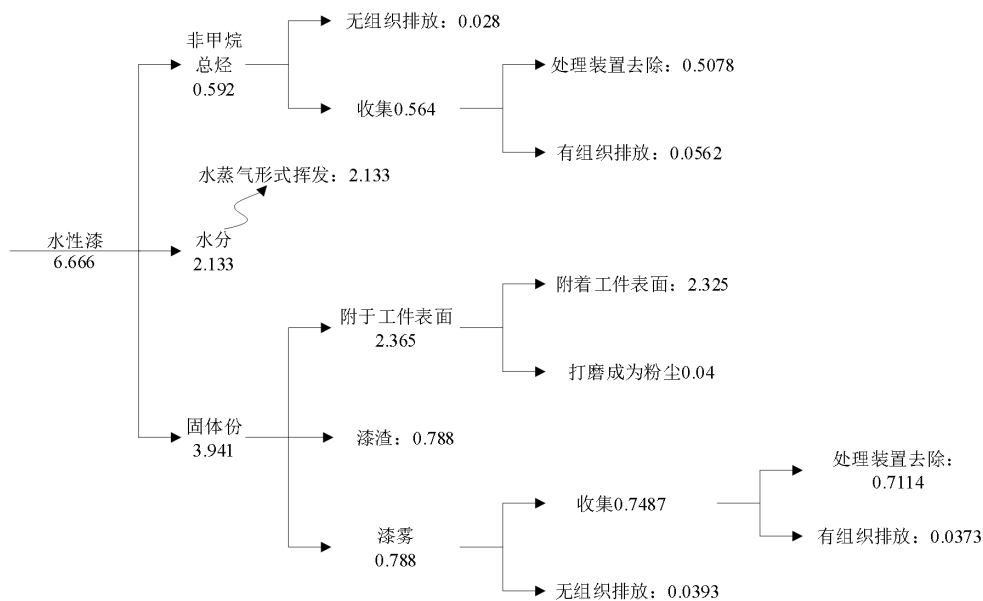 无组织排放：0.028
非甲烷
总烃
0.592
处理装置去除：0.5078
收集0.564
有组织排放：0.0562
水蒸气形式挥发：2.133
水性漆
6.666
水分
2.133
附着工件表面：2.325
附于工件表面
2.365
打磨成为粉尘0.04
固体份
3.941
漆渣：0.788
处理装置去除：
0.7114
收集0.7487
有组织排放：0.0373
漆雾
0.788
无组织排放：0.0393